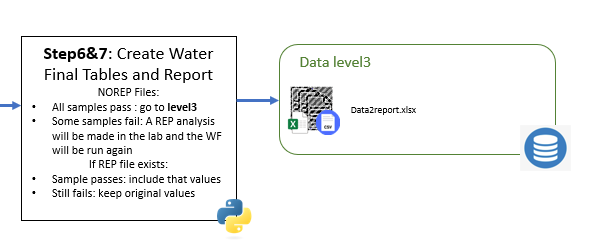 Step6&7: Create Water
Final Tables and Report
NOREP Files:
• All samples pass : go to level3
• Some samples fail: A REP analysis
will be made in the lab and the WF
will be run again
If REP file exists:
• Sample passes: include that values
• Still fails: keep original values
Data level3
Data2report.xlsx
X
CSV